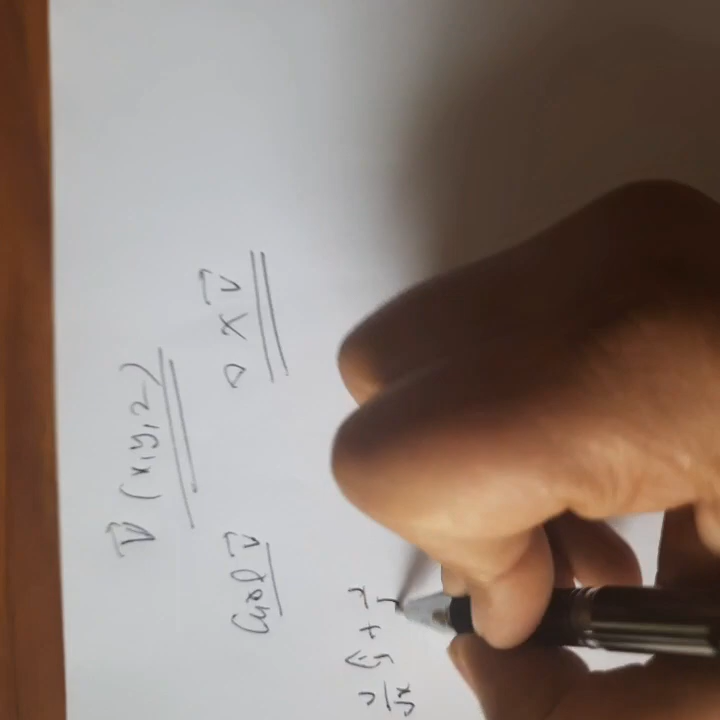 V⃗ (x,y,z)
Curl V⃗ ∇ × V⃗
∂/∂x î + ∂